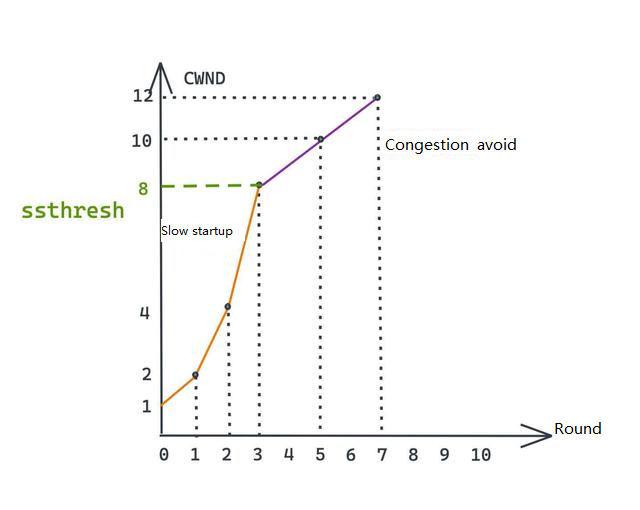 CWND
12
10
Congestion avoid
8
ssthresh
Slow startup
4
2
1
Round
0 1 2 3 4 5 6 7 8 9 10